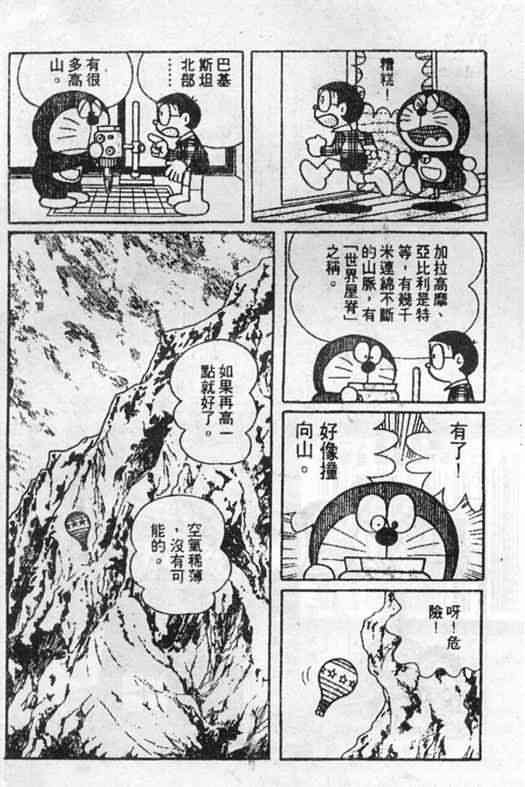 糟糕！
巴基
斯坦
北部
……
有很
多高
山。
加拉高摩、
亞比利是特
等，有幾千
米連綿不斷
的山脈，有
「世界屋脊」
之稱。
有了！
好像撞
向山。
呀！危
險！
如果再高一
點就好了。
空氣稀薄
，沒有可
能的。